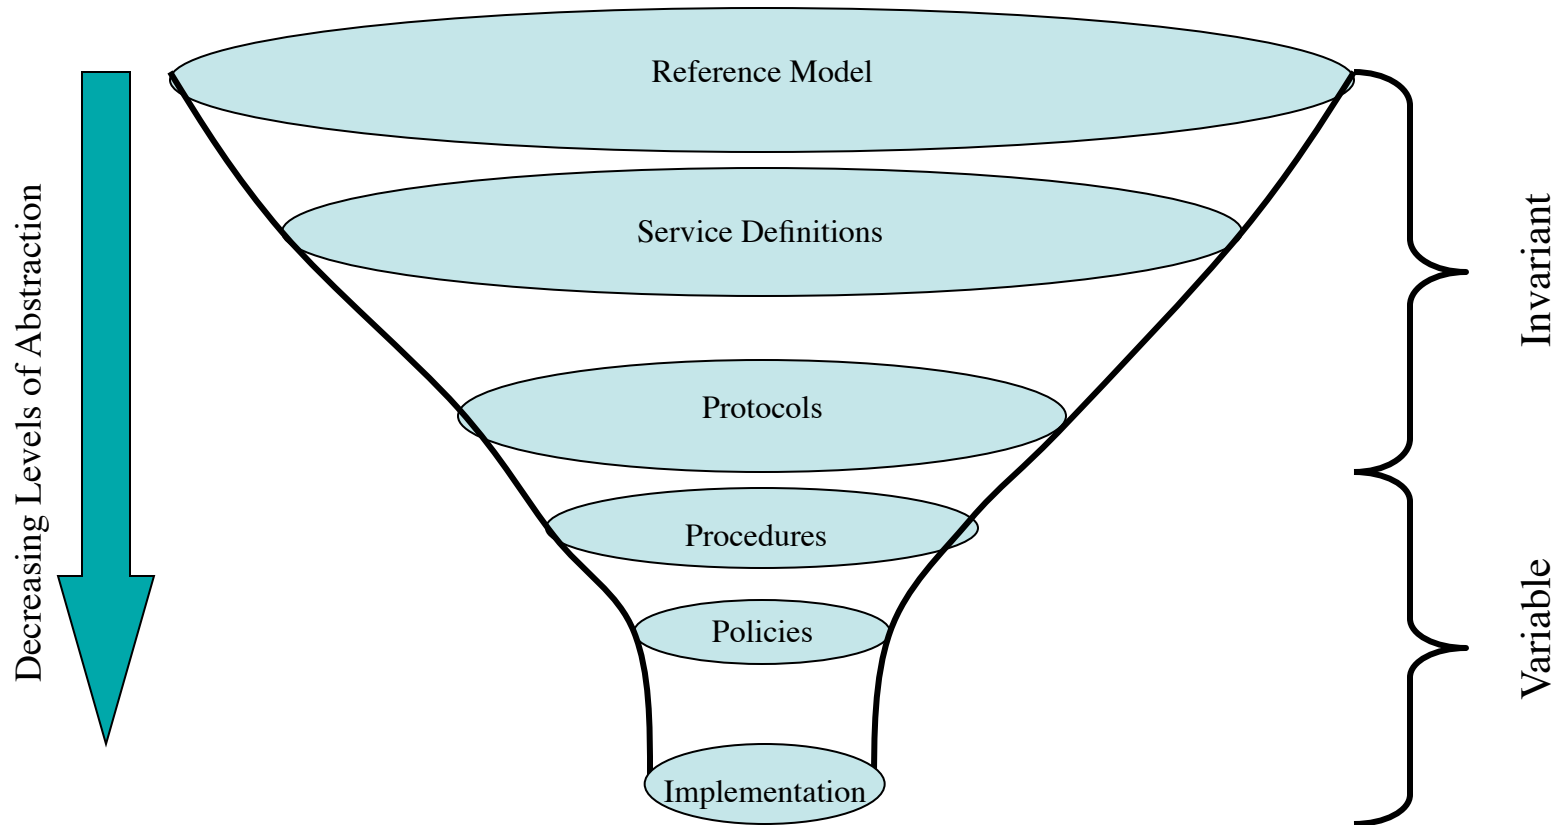 Reference Model
Service Definitions
Protocols
Procedures
Policies
Implementation
Decreasing Levels of Abstraction
Invariant
Variable